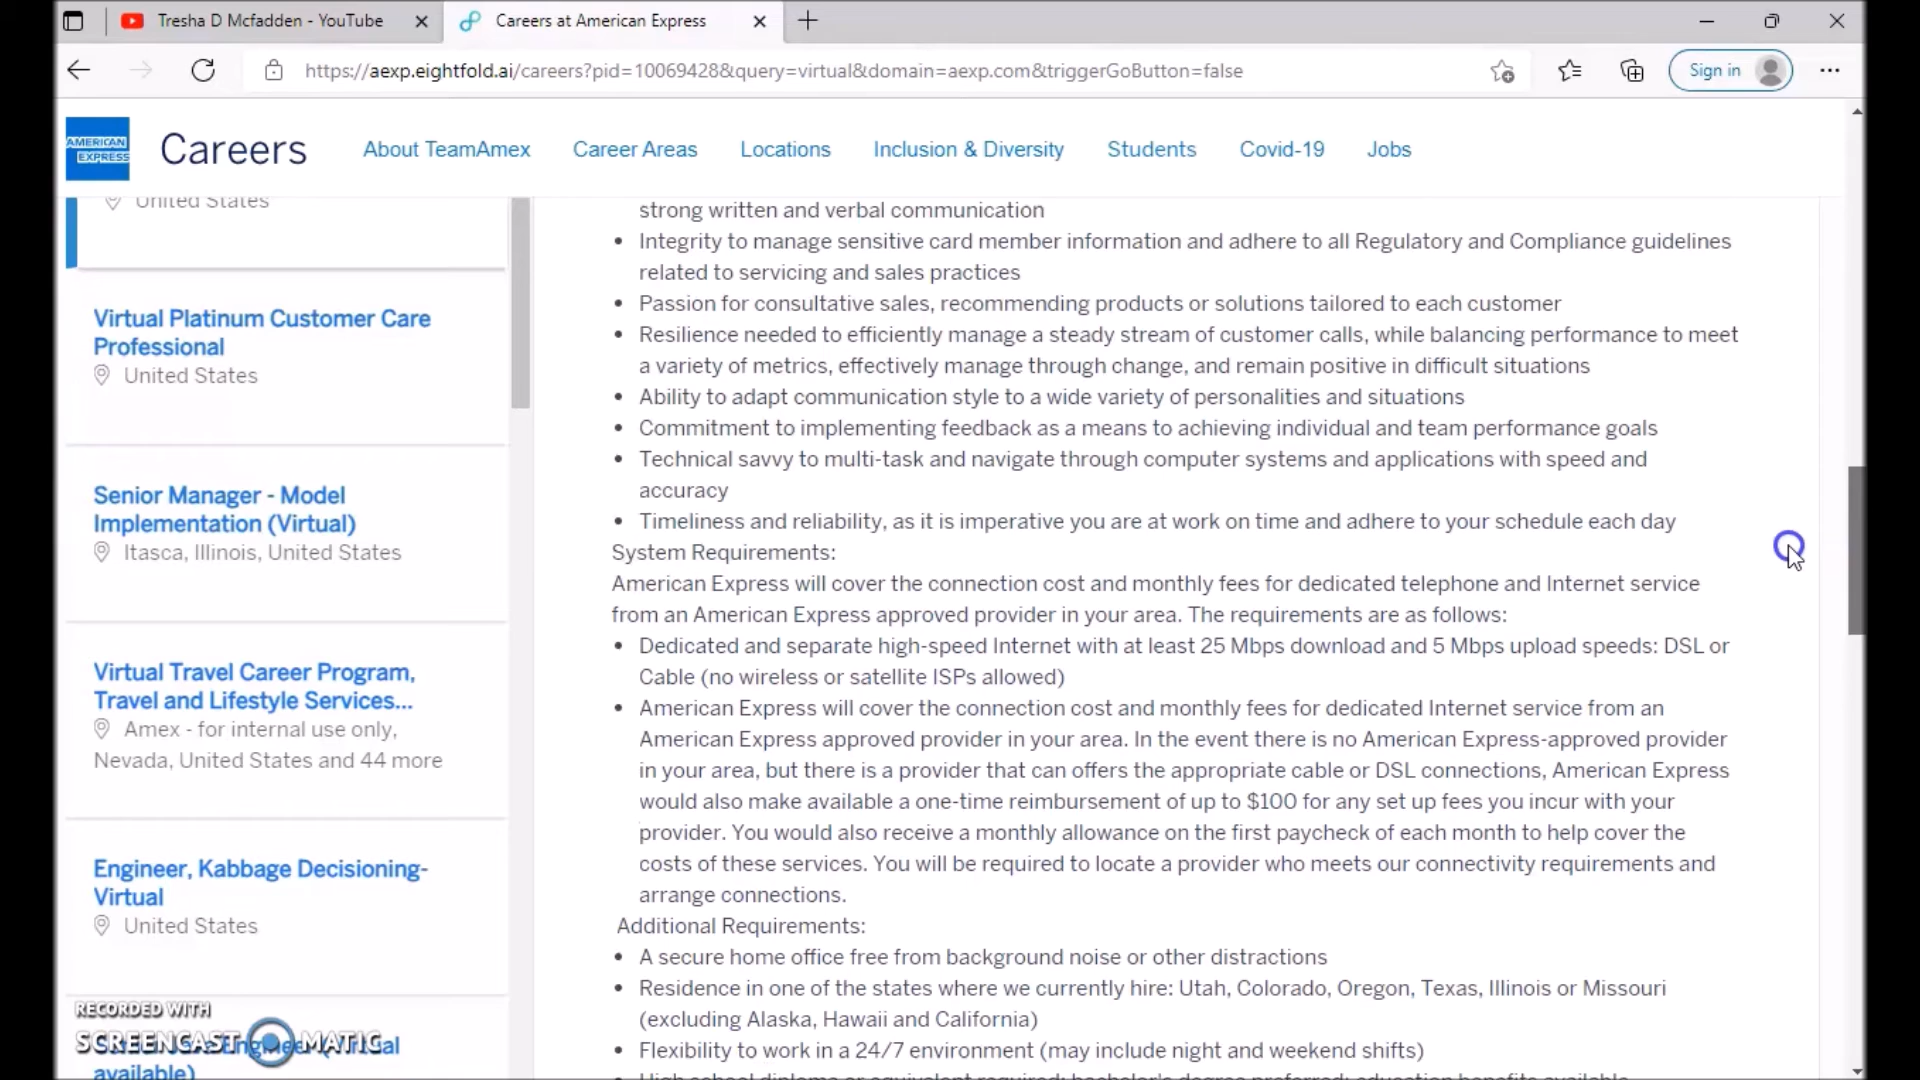 Tresha D Mcfadden - YouTube
Careers at American Express
https://aexp.eightfold.ai/careers?pid=10069428&query=virtual&domain=aexp.com&triggerGoButton=false
Sign in
AMERICAN
EXPRESS
Careers
About TeamAmex
Career Areas
Locations
Inclusion & Diversity
Students
Covid-19
Jobs
United States
Virtual Platinum Customer Care
Professional
United States
Senior Manager - Model
Implementation (Virtual)
Itasca, Illinois, United States
Virtual Travel Career Program,
Travel and Lifestyle Services...
Amex - for internal use only,
Nevada, United States and 44 more
Engineer, Kabbage Decisioning-
Virtual
United States
available)
strong written and verbal communication
• Integrity to manage sensitive card member information and adhere to all Regulatory and Compliance guidelines
related to servicing and sales practices
• Passion for consultative sales, recommending products or solutions tailored to each customer
• Resilience needed to efficiently manage a steady stream of customer calls, while balancing performance to meet
a variety of metrics, effectively manage through change, and remain positive in difficult situations
• Ability to adapt communication style to a wide variety of personalities and situations
• Commitment to implementing feedback as a means to achieving individual and team performance goals
• Technical savvy to multi-task and navigate through computer systems and applications with speed and
accuracy
• Timeliness and reliability, as it is imperative you are at work on time and adhere to your schedule each day
System Requirements:
American Express will cover the connection cost and monthly fees for dedicated telephone and Internet service
from an American Express approved provider in your area. The requirements are as follows:
• Dedicated and separate high-speed Internet with at least 25 Mbps download and 5 Mbps upload speeds: DSL or
Cable (no wireless or satellite ISPs allowed)
• American Express will cover the connection cost and monthly fees for dedicated Internet service from an
American Express approved provider in your area. In the event there is no American Express-approved provider
in your area, but there is a provider that can offers the appropriate cable or DSL connections, American Express
would also make available a one-time reimbursement of up to $100 for any set up fees you incur with your
provider. You would also receive a monthly allowance on the first paycheck of each month to help cover the
costs of these services. You will be required to locate a provider who meets our connectivity requirements and
arrange connections.
Additional Requirements:
• A secure home office free from background noise or other distractions
• Residence in one of the states where we currently hire: Utah, Colorado, Oregon, Texas, Illinois or Missouri
(excluding Alaska, Hawaii and California)
• Flexibility to work in a 24/7 environment (may include night and weekend shifts)
• High school diploma or equivalent required; bachelor's degree preferred; education benefits available
RECORDED WITH
SCREENCAST MATIC